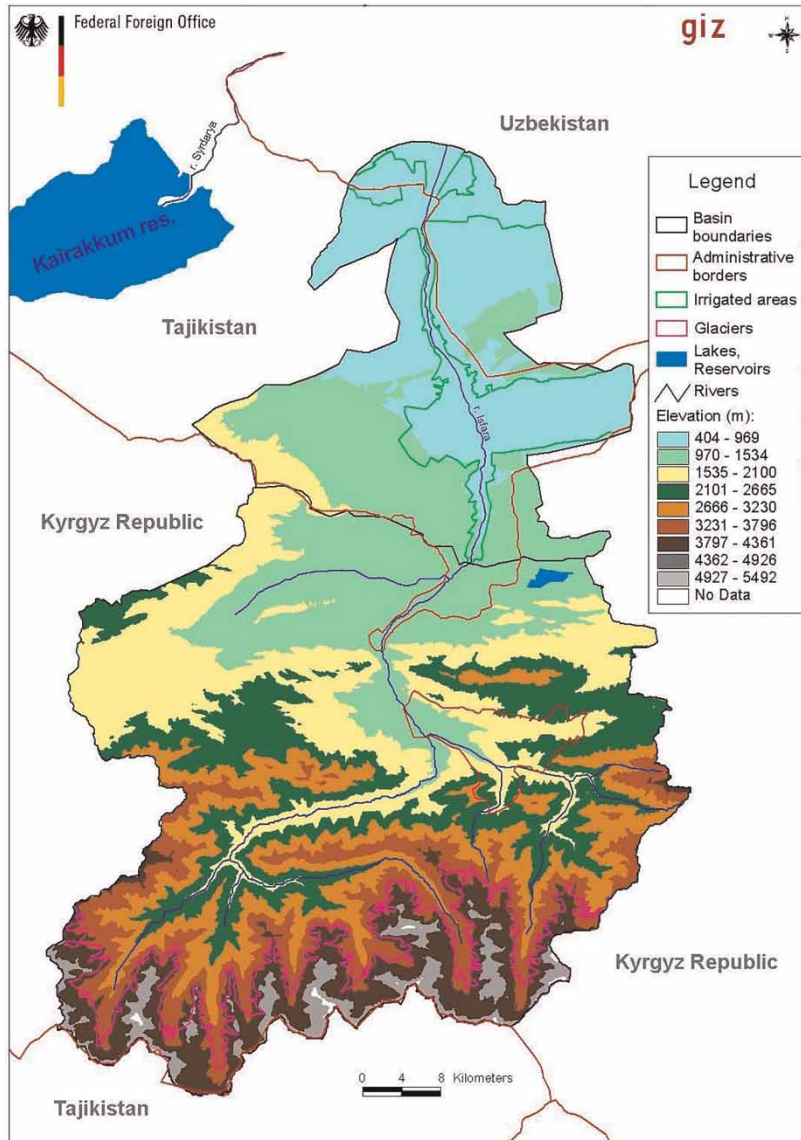 Federal Foreign Office
giz
N
W
E
S
Uzbekistan
r. Syrdarya
Kairakkum res.
Tajikistan
Legend
Basin
boundaries
Administrative
borders
Irrigated areas
Glaciers
Lakes,
Reservoirs
Rivers
Elevation (m):
404 - 969
970 - 1534
1535 - 2100
2101 - 2665
2666 - 3230
3231 - 3796
3797 - 4361
4362 - 4926
4927 - 5492
No Data
r. Isfara
Kyrgyz Republic
Kyrgyz Republic
Tajikistan
0 4 8 Kilometers